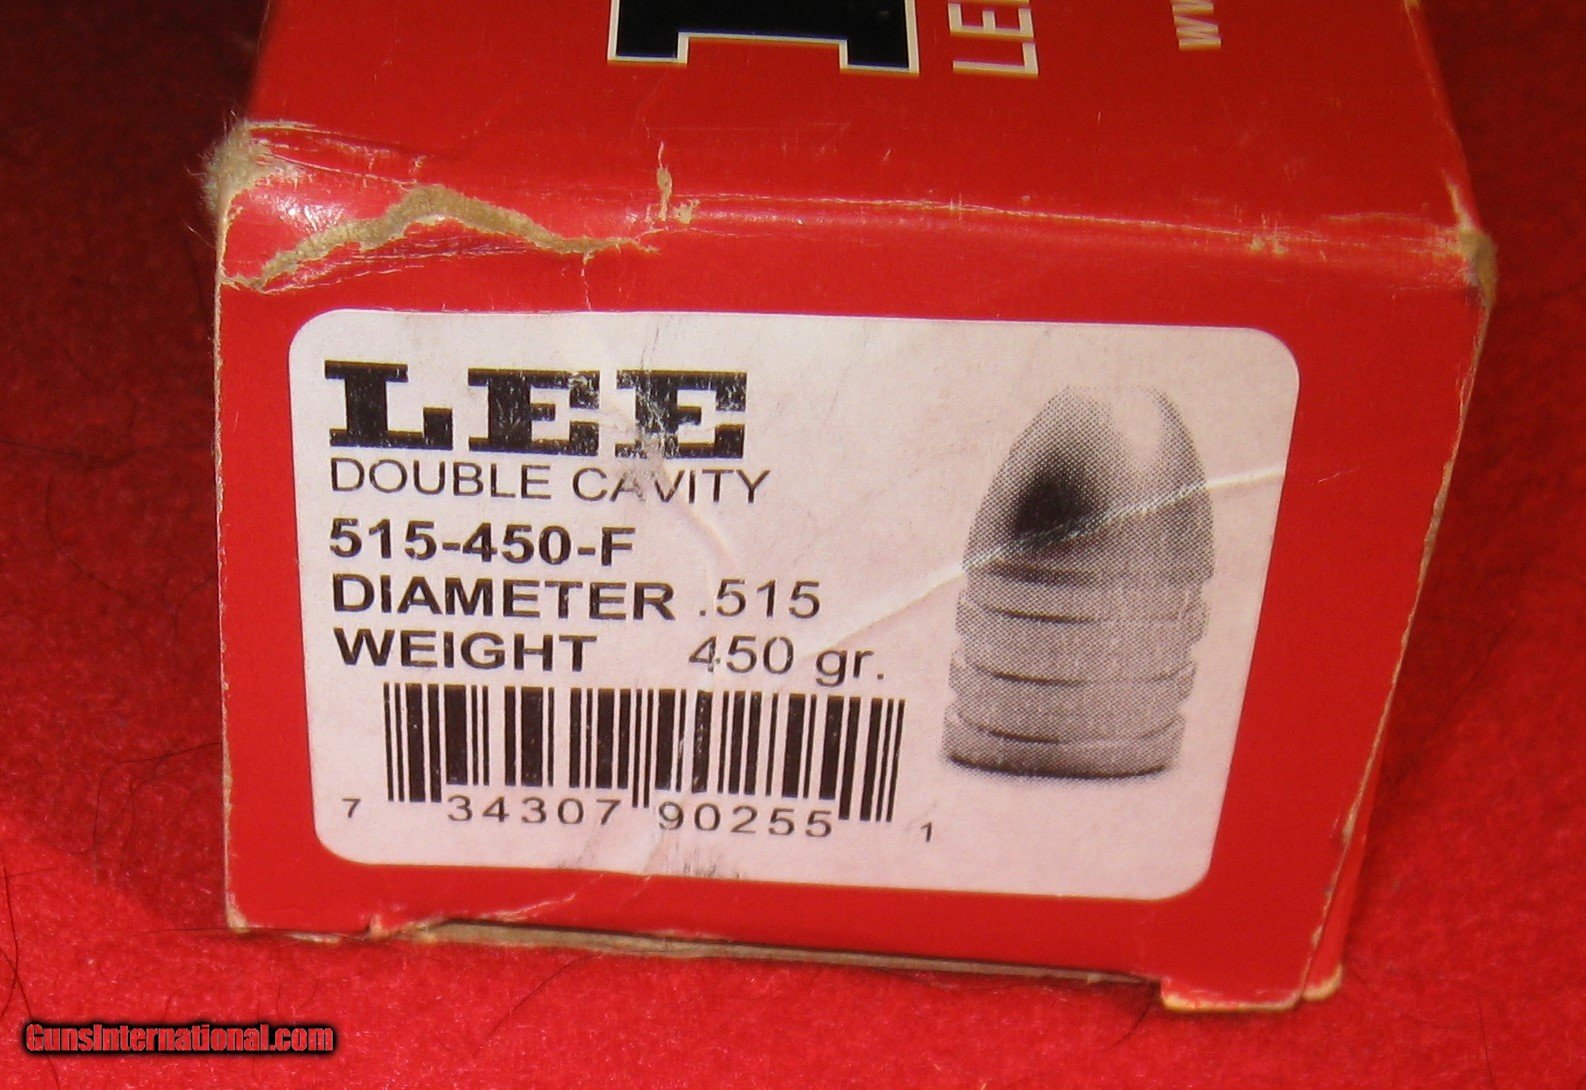 LEE
DOUBLE CAVITY
515-450-F
DIAMETER .515
WEIGHT 450 gr.
7 34307 90255 1
GunsInternational.com